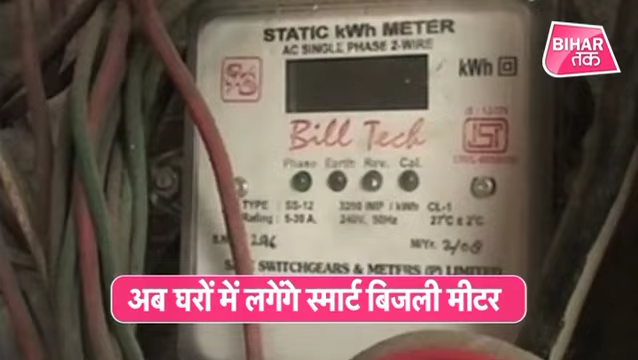 STATIC kWh METER
AC SINGLE PHASE 2-WIRE
BIHAR
तक
kWh
Bill Tech
Phase Earth Rev. Cal.
TYPE : SS-12 3200 IMP / kWh CL-1
Rating : 5-30 A, 240V, 50Hz 27°C ± 2°C
SWITCHGEARS & METERS (P) LIMITED
अब घरों में लगेंगे स्मार्ट बिजली मीटर